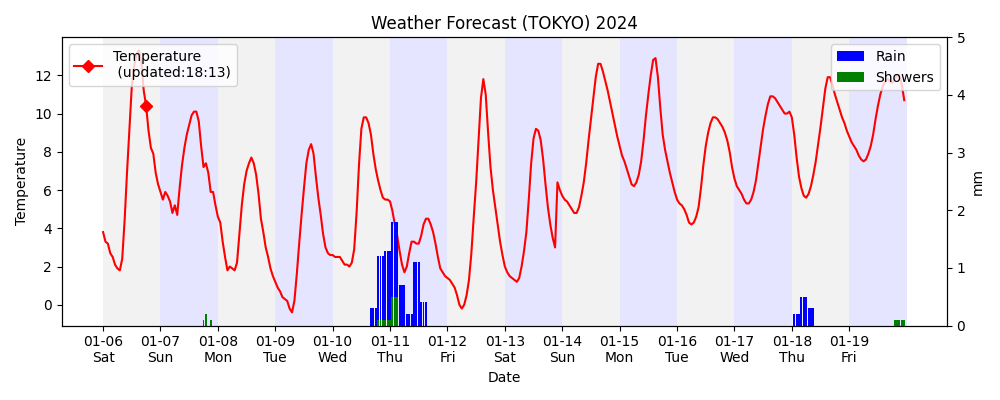 Weather Forecast (TOKYO) 2024
Temperature
(updated:18:13)
Rain
Showers
Temperature
12
10
8
6
4
2
0
5
4
3
2
1
0
mm
01-06 01-07 01-08 01-09 01-10 01-11 01-12 01-13 01-14 01-15 01-16 01-17 01-18 01-19
Sat Sun Mon Tue Wed Thu Fri Sat Sun Mon Tue Wed Thu Fri
Date